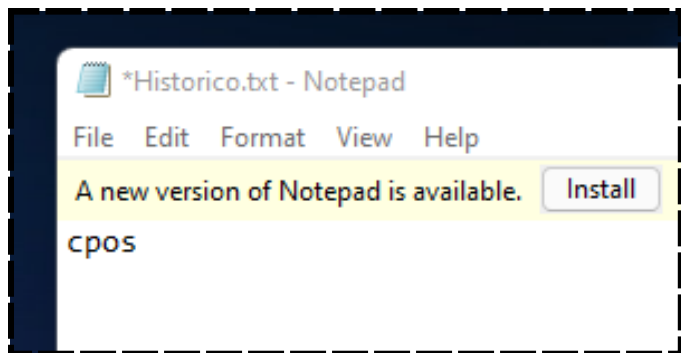 *Historico.txt - Notepad
File Edit Format View Help
A new version of Notepad is available. Install
cpos